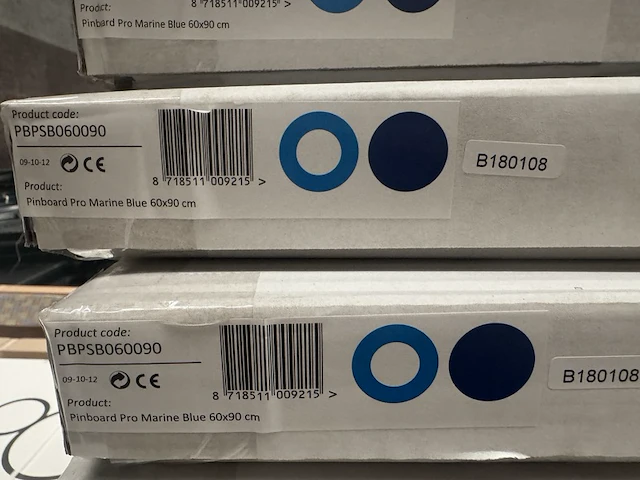 Product:
8 718511 009215 >
Pinboard Pro Marine Blue 60x90 cm
Product code:
PBPSB060090
09-10-12 CE
8 718511 009215 >
Product:
Pinboard Pro Marine Blue 60x90 cm
B180108
Product code:
PBPSB060090
09-10-12 CE
8 718511 009215 >
Product:
Pinboard Pro Marine Blue 60x90 cm
B180108